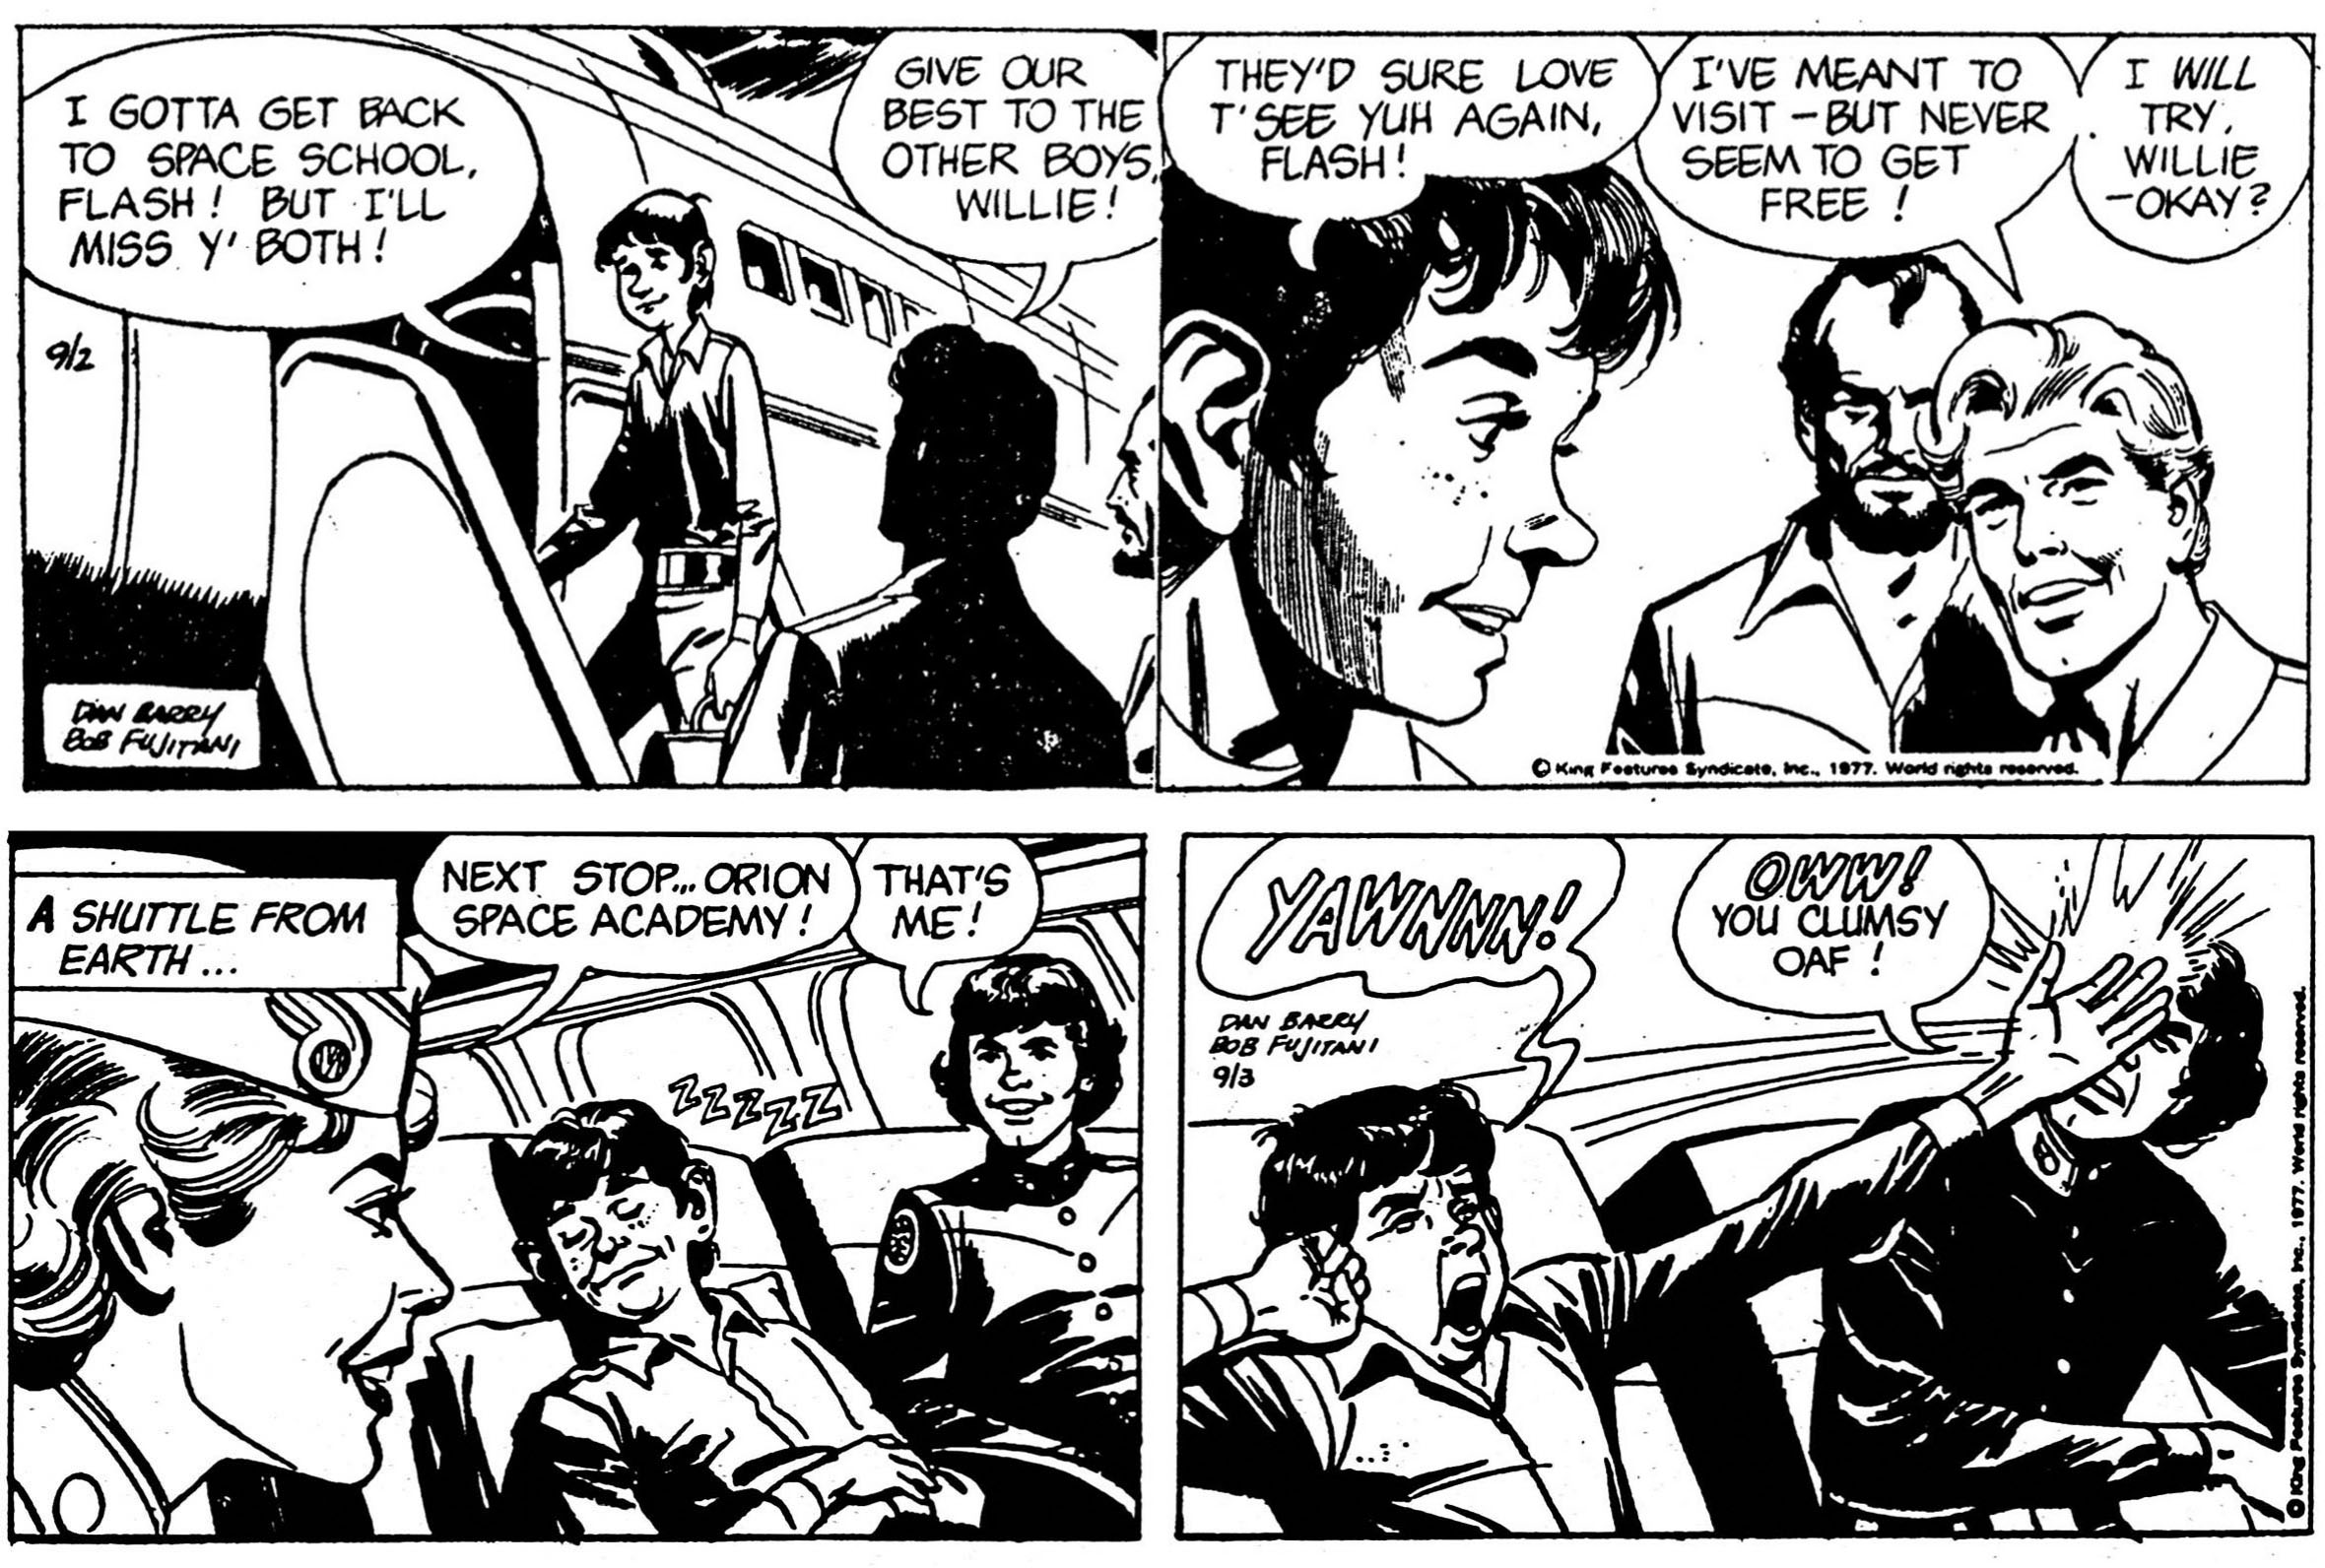 I GOTTA GET BACK
TO SPACE SCHOOL,
FLASH! BUT I'LL
MISS Y' BOTH!
GIVE OUR
BEST TO THE
OTHER BOYS,
WILLIE!
9/2
DAN BARRY
BOB FUJITANI
THEY'D SURE LOVE
T'SEE YUH AGAIN,
FLASH!
I'VE MEANT TO
VISIT - BUT NEVER
SEEM TO GET
FREE!
I WILL
TRY,
WILLIE
-OKAY?
© King Features Syndicate, Inc., 1977. World rights reserved.
A SHUTTLE FROM
EARTH...
NEXT STOP... ORION
SPACE ACADEMY!
THAT'S
ME!
ZZZZZ
YAWNNN!
DAN BARRY
BOB FUJITANI
9/3
OWW!
YOU CLUMSY
OAF!
© King Features Syndicate, Inc., 1977. World rights reserved.